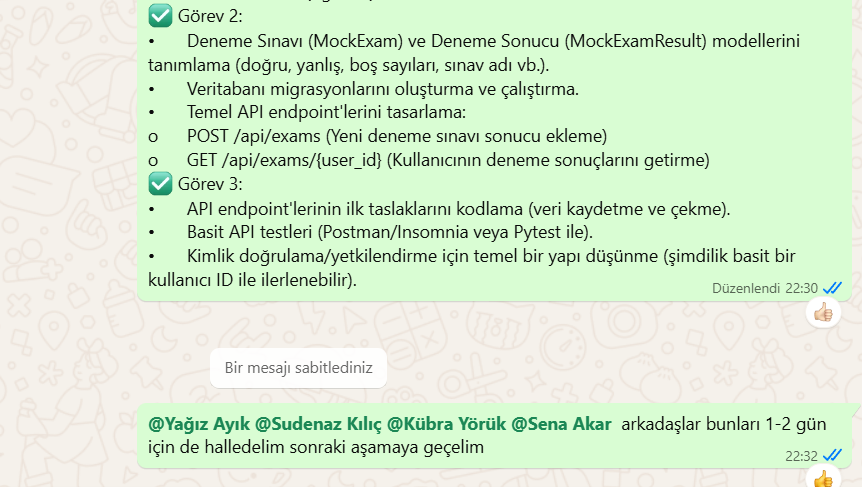 Görev 2:
• Deneme Sınavı (MockExam) ve Deneme Sonucu (MockExamResult) modellerini
tanımlama (doğru, yanlış, boş sayıları, sınav adı vb.).
• Veritabanı migrasyonlarını oluşturma ve çalıştırma.
• Temel API endpoint'lerini tasarlama:
o POST /api/exams (Yeni deneme sınavı sonucu ekleme)
o GET /api/exams/{user_id} (Kullanıcının deneme sonuçlarını getirme)
Görev 3:
• API endpoint'lerinin ilk taslaklarını kodlama (veri kaydetme ve çekme).
• Basit API testleri (Postman/Insomnia veya Pytest ile).
• Kimlik doğrulama/yetkilendirme için temel bir yapı düşünme (şimdilik basit bir
kullanıcı ID ile ilerlenebilir).
Düzenlendi 22:30
Bir mesajı sabitlediniz
@Yağız Ayık @Sudenaz Kılıç @Kübra Yörük @Sena Akar arkadaşlar bunları 1-2 gün
için de halledelim sonraki aşamaya geçelim
22:32